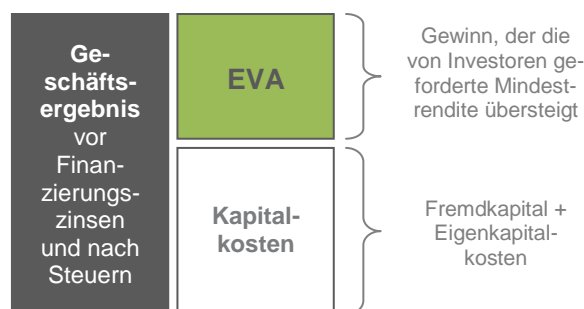 Ge-
schäfts-
ergebnis
vor
Finan-
zierungs-
zinsen
und nach
Steuern
EVA
Gewinn, der die
von Investoren ge-
forderte Mindest-
rendite übersteigt
Kapital-
kosten
Fremdkapital +
Eigenkapital-
kosten